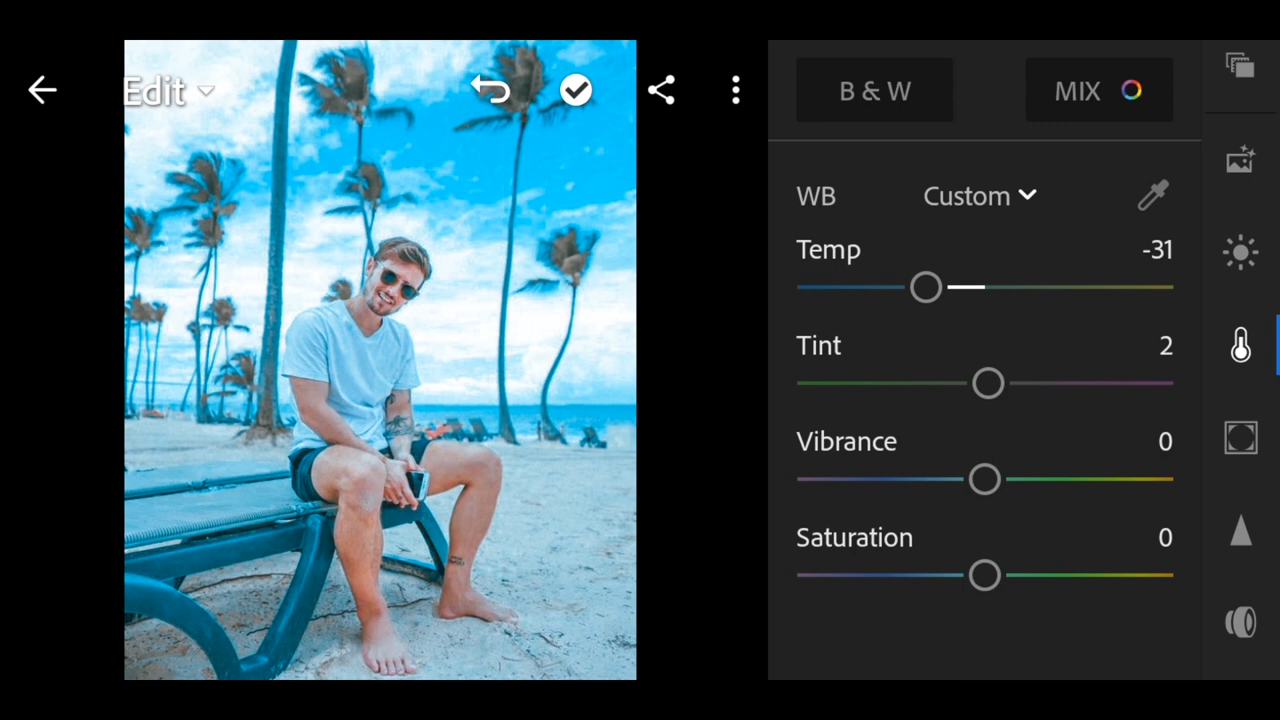 Edit
B & W
MIX
WB
Custom
Temp
-31
Tint
2
Vibrance
0
Saturation
0